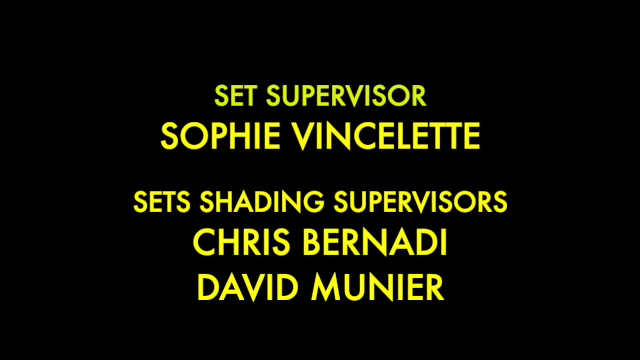 SET SUPERVISOR
SOPHIE VINCELETTE
SETS SHADING SUPERVISORS
CHRIS BERNADI
DAVID MUNIER